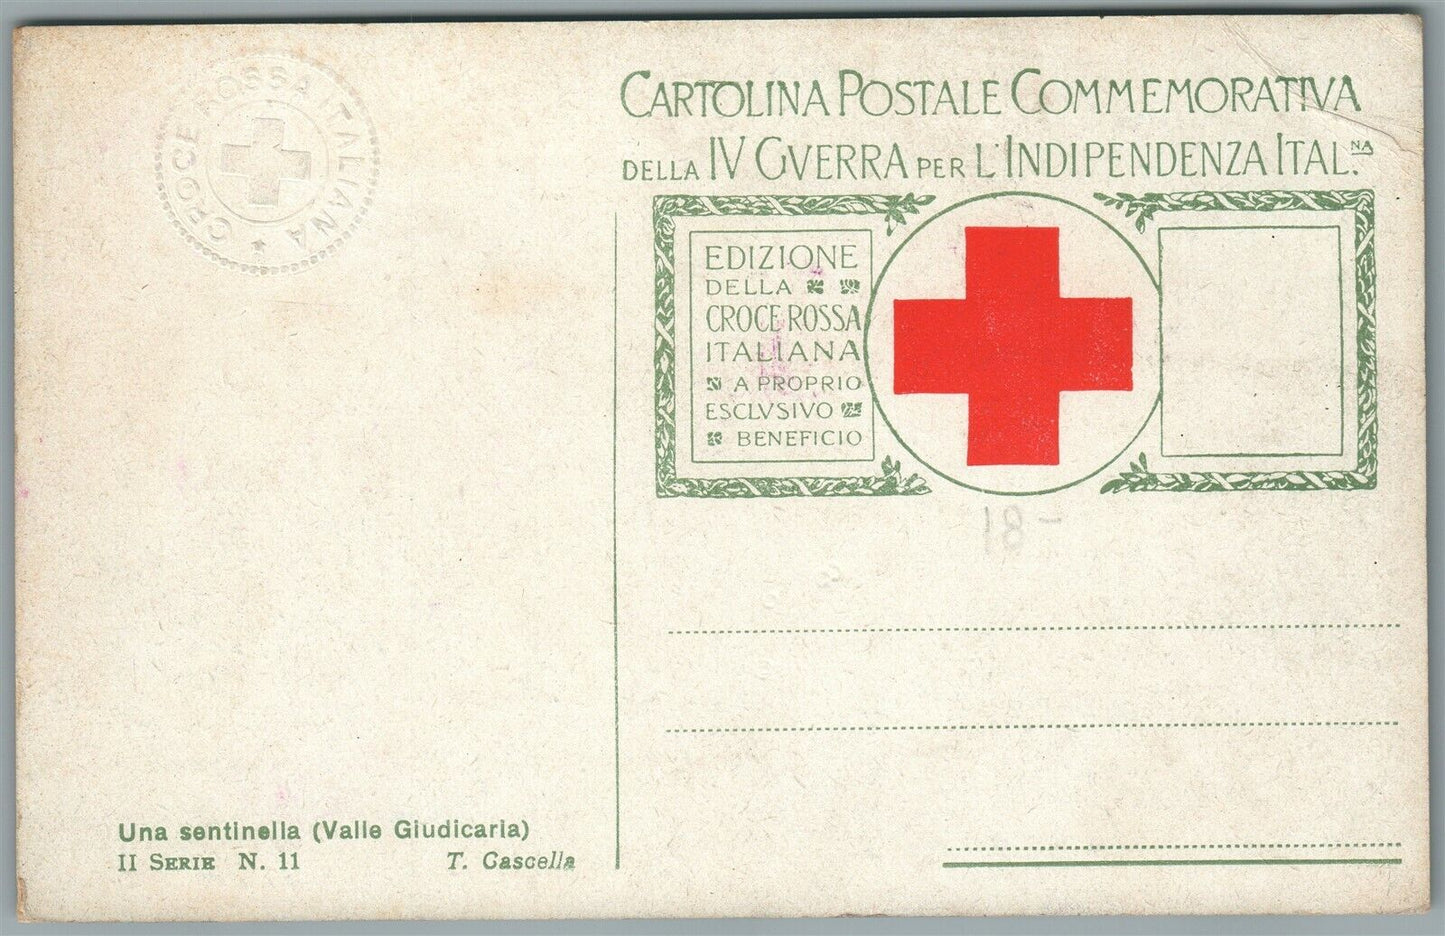 CROCE ROSSA ITALIANA ★
CARTOLINA POSTALE COMMEMORATIVA
DELLA IV GVERRA PER L'INDIPENDENZA ITAL.NA
EDIZIONE
DELLA
CROCE ROSSA
ITALIANA
A PROPRIO
ESCLVSIVO
BENEFICIO
18-
Una sentinella (Valle Giudicaria)
II SERIE N. 11 T. Cascella